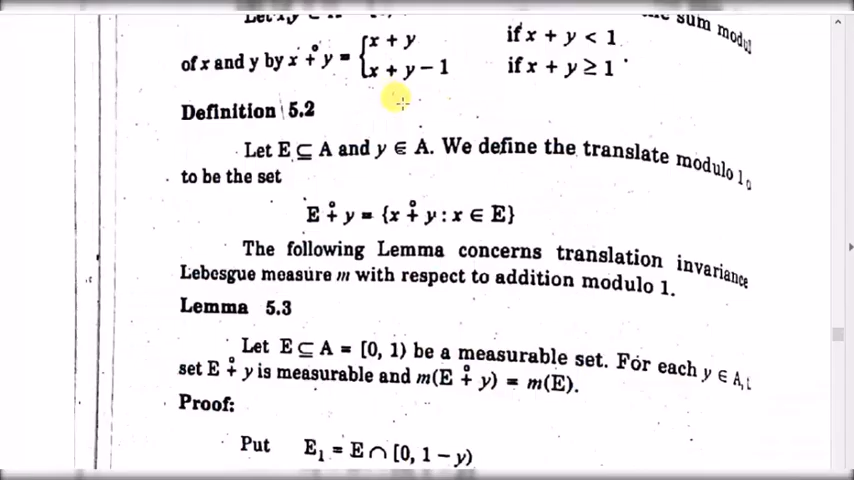 the sum modul
of x and y by x +̊ y = { x + y if x + y < 1
x + y − 1 if x + y ≥ 1 .
Definition 5.2
Let E ⊆ A and y ∈ A. We define the translate modulo 1
to be the set
E +̊ y = {x +̊ y : x ∈ E}
The following Lemma concerns translation invariance
Lebesgue measure m with respect to addition modulo 1.
Lemma 5.3
Let E ⊆ A = [0, 1) be a measurable set. For each y ∈ A, t
set E +̊ y is measurable and m(E +̊ y) = m(E).
Proof:
Put E₁ = E ∩ [0, 1 − y)